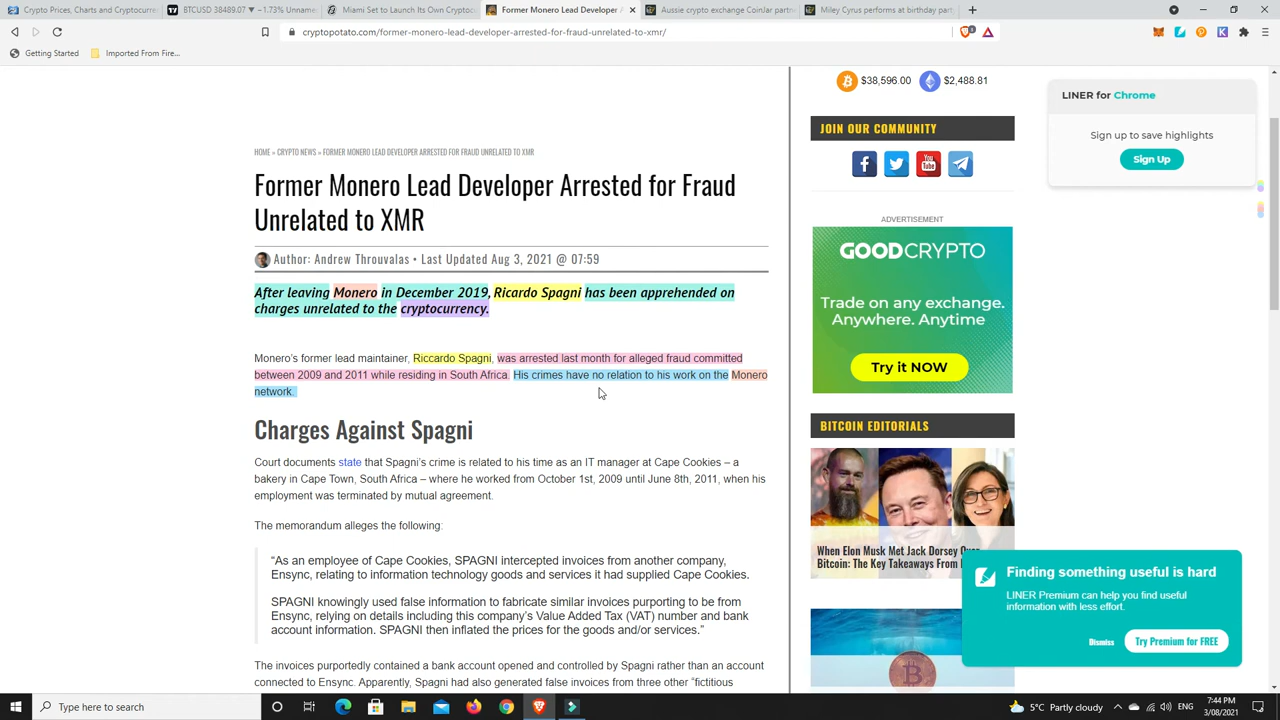 Crypto Prices, Charts and Cryptocurr
BTCUSD 38489.07 ▼ −1.73% Unname
Miami Set to Launch Its Own Cryptoc
Former Monero Lead Developer A
Aussie crypto exchange CoinJar partn
Miley Cyrus performs at birthday part
cryptopotato.com/former-monero-lead-developer-arrested-for-fraud-unrelated-to-xmr/
Getting Started
Imported From Fire...
$38,596.00
$2,488.81
LINER for Chrome
Sign up to save highlights
Sign Up
JOIN OUR COMMUNITY
HOME » CRYPTO NEWS » FORMER MONERO LEAD DEVELOPER ARRESTED FOR FRAUD UNRELATED TO XMR
Former Monero Lead Developer Arrested for Fraud
Unrelated to XMR
Author: Andrew Throuvalas • Last Updated Aug 3, 2021 @ 07:59
After leaving Monero in December 2019, Ricardo Spagni has been apprehended on
charges unrelated to the cryptocurrency.
Monero's former lead maintainer, Riccardo Spagni, was arrested last month for alleged fraud committed
between 2009 and 2011 while residing in South Africa. His crimes have no relation to his work on the Monero
network.
Charges Against Spagni
Court documents state that Spagni's crime is related to his time as an IT manager at Cape Cookies – a
bakery in Cape Town, South Africa – where he worked from October 1st, 2009 until June 8th, 2011, when his
employment was terminated by mutual agreement.
The memorandum alleges the following:
“As an employee of Cape Cookies, SPAGNI intercepted invoices from another company,
Ensync, relating to information technology goods and services it had supplied Cape Cookies.
SPAGNI knowingly used false information to fabricate similar invoices purporting to be from
Ensync, relying on details including this company's Value Added Tax (VAT) number and bank
account information. SPAGNI then inflated the prices for the goods and/or services.”
The invoices purportedly contained a bank account opened and controlled by Spagni rather than an account
connected to Ensync. Apparently, Spagni had also generated false invoices from three other “fictitious
ADVERTISEMENT
GOODCRYPTO
Trade on any exchange.
Anywhere. Anytime
Try it NOW
BITCOIN EDITORIALS
When Elon Musk Met Jack Dorsey Over
Bitcoin: The Key Takeaways From
Finding something useful is hard
LINER Premium can help you find useful
information with less effort.
Dismiss
Try Premium for FREE
Type here to search
5°C Partly cloudy
ENG
7:44 PM
3/08/2021